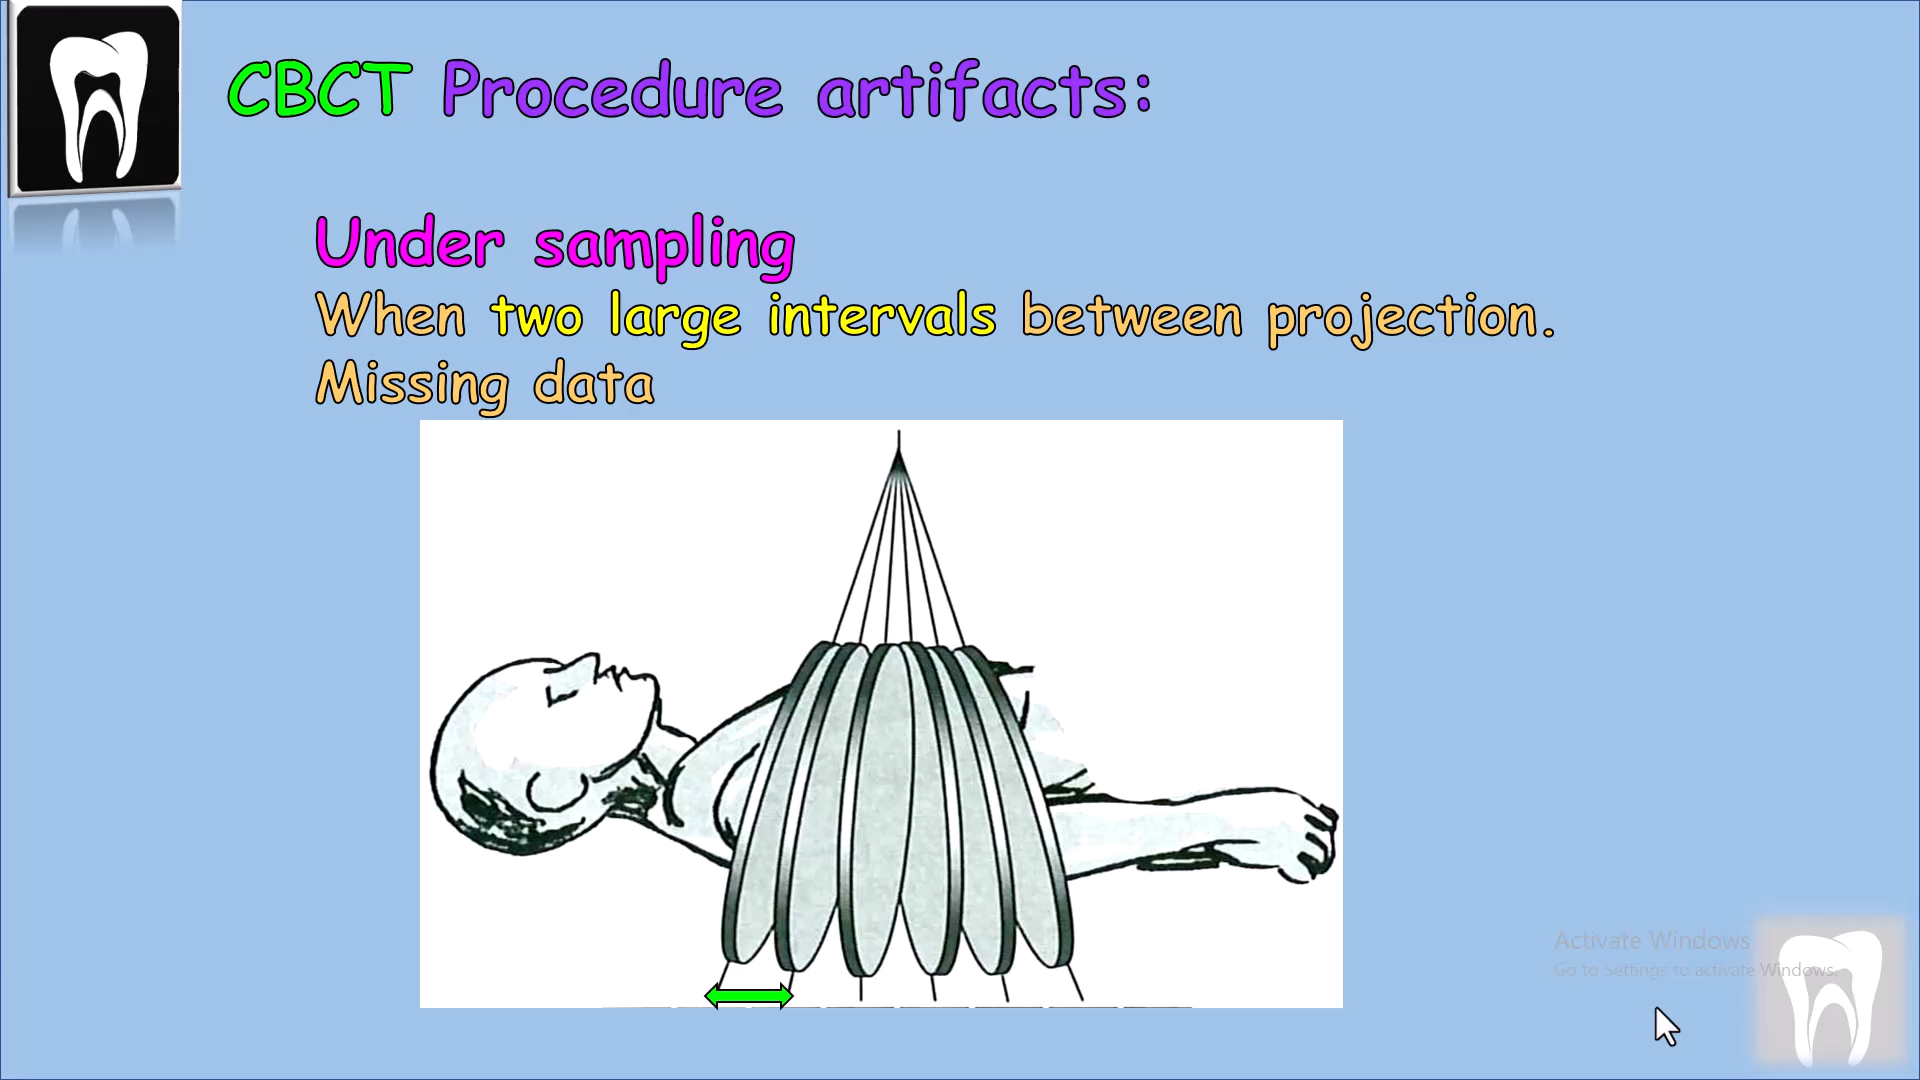 CBCT Procedure artifacts:
Under sampling
When two large intervals between projection.
Missing data
Activate Windows
Go to Settings to activate Windows.